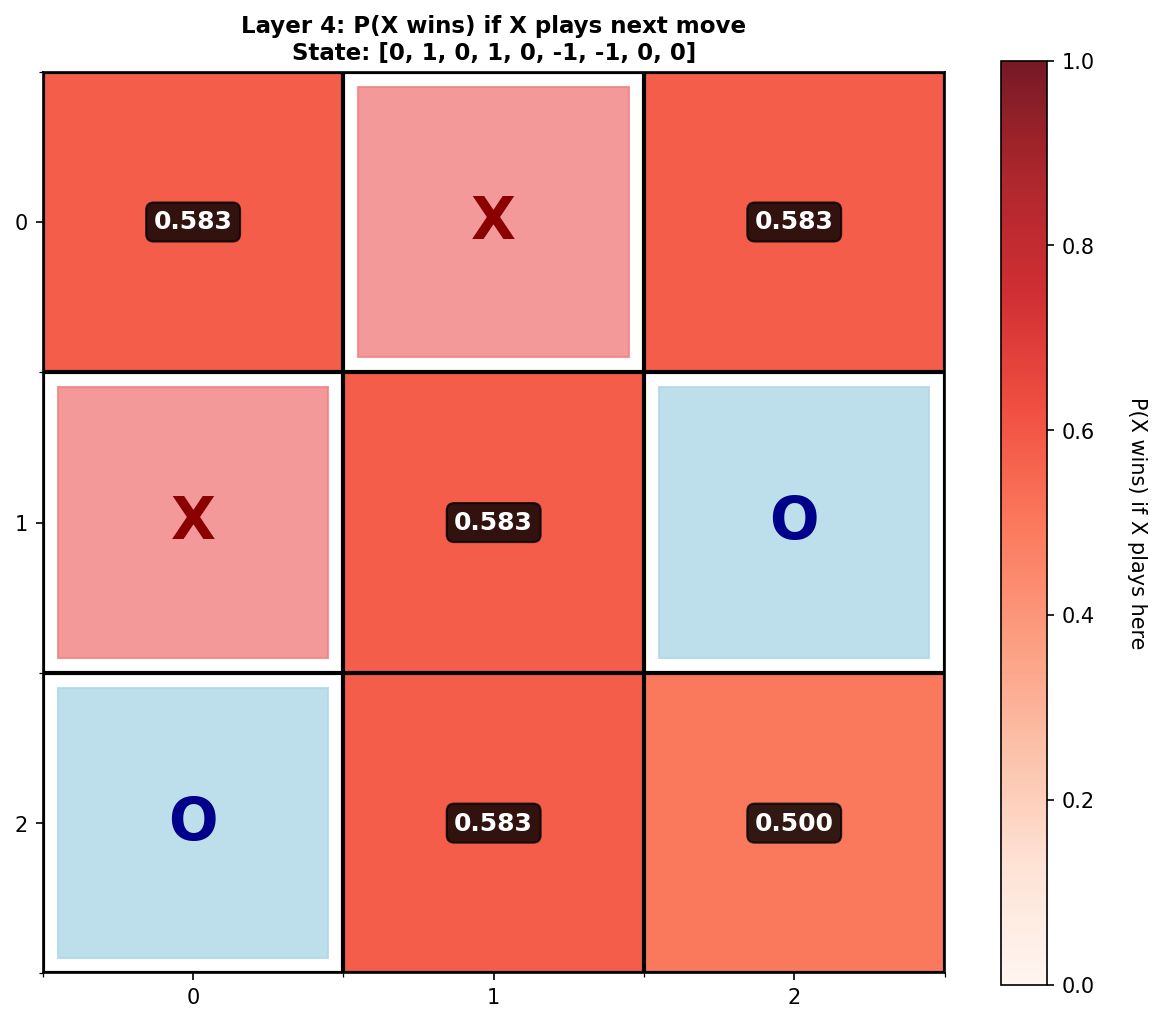 Layer 4: P(X wins) if X plays next move
State: [0, 1, 0, 1, 0, -1, -1, 0, 0]
0
0.583
X
0.583
1
X
0.583
O
2
O
0.583
0.500
0
1
2
1.0
0.8
0.6
0.4
0.2
0.0
P(X wins) if X plays here